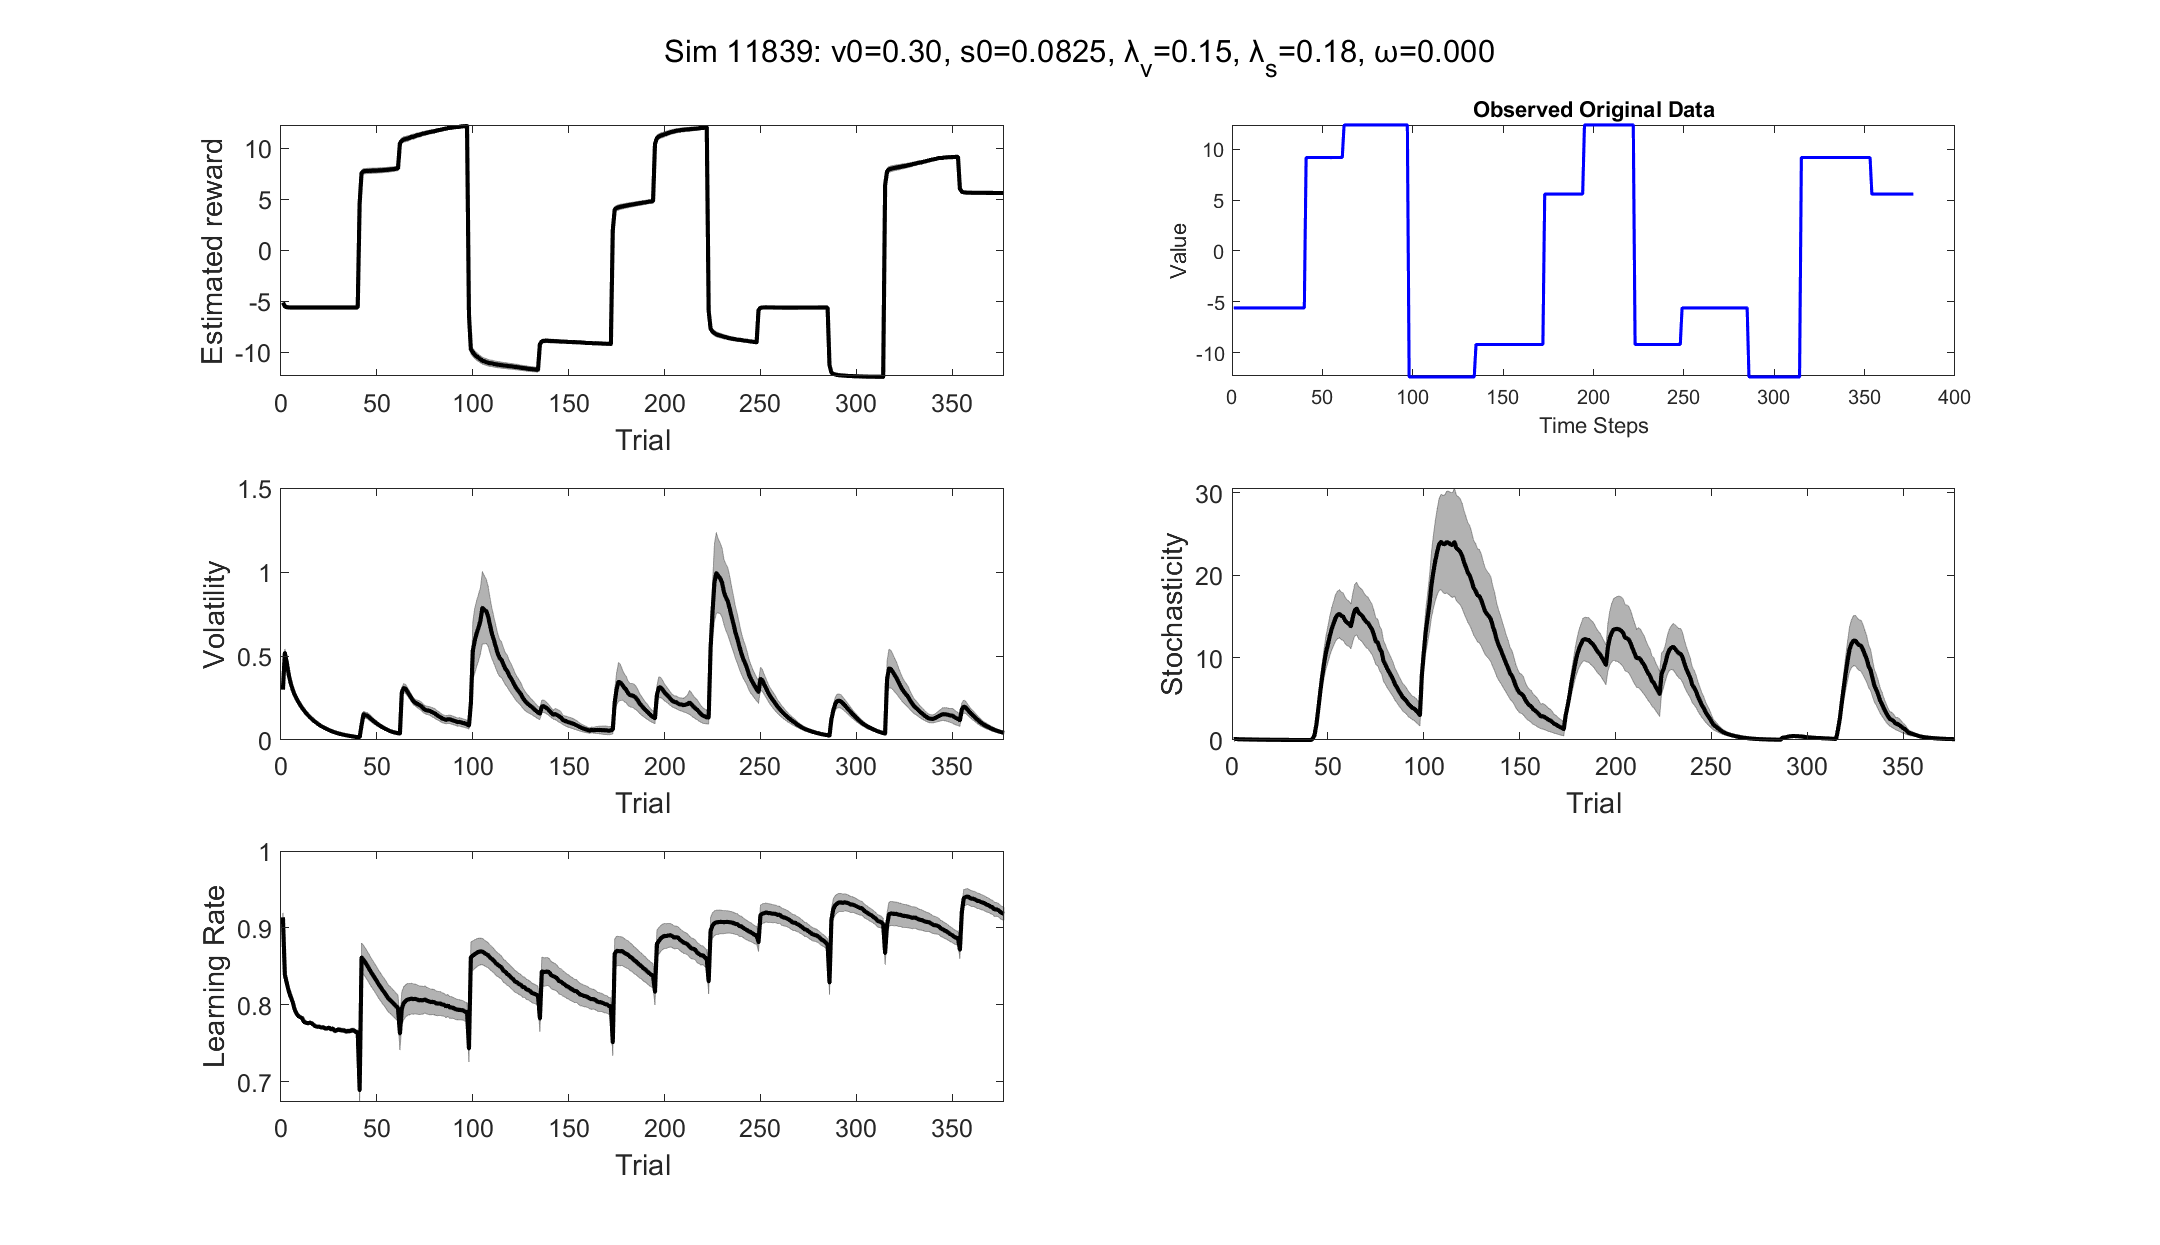 Sim 11839: v0=0.30, s0=0.0825, λ_v=0.15, λ_s=0.18, ω=0.000
Estimated reward
10
5
0
-5
-10
0 50 100 150 200 250 300 350
Trial
Observed Original Data
Value
10
5
0
-5
-10
0 50 100 150 200 250 300 350 400
Time Steps
Volatility
1.5
1
0.5
0
0 50 100 150 200 250 300 350
Trial
Stochasticity
30
20
10
0
0 50 100 150 200 250 300 350
Trial
Learning Rate
1
0.9
0.8
0.7
0 50 100 150 200 250 300 350
Trial